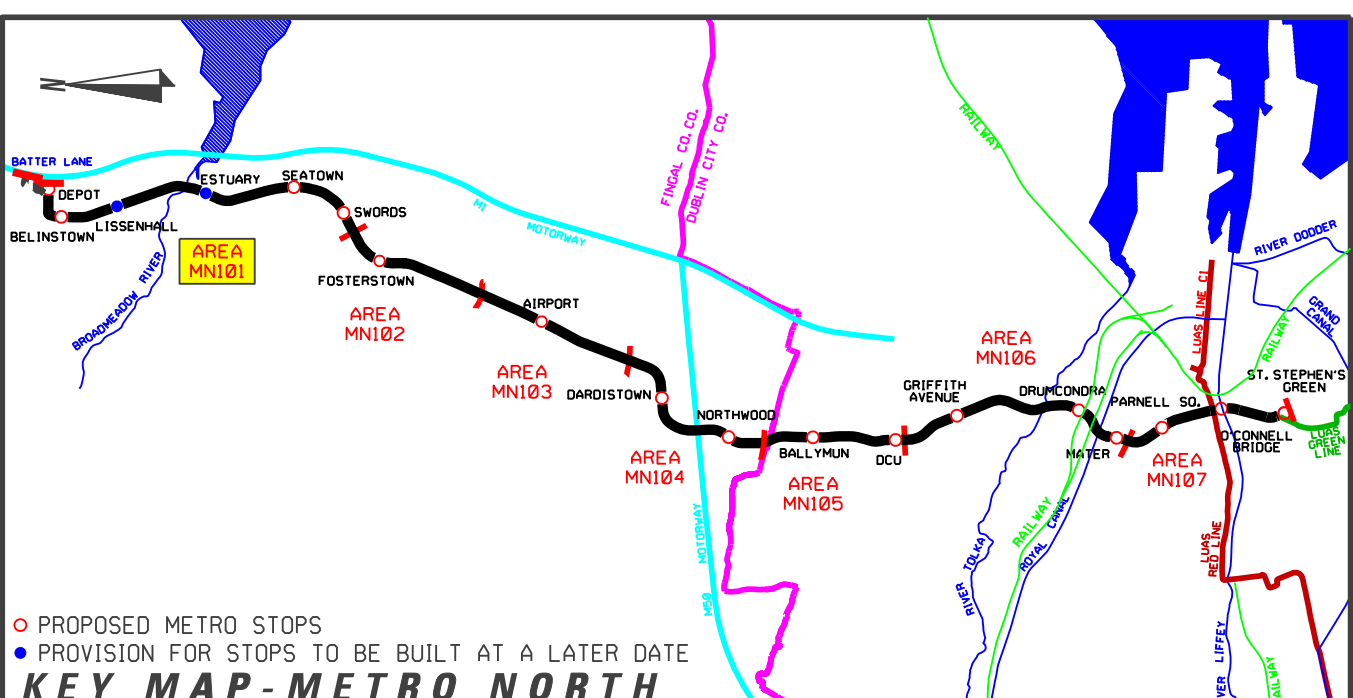 BATTER LANE
DEPOT
BELINSTOWN
LISSENHALL
ESTUARY
SEATOWN
SWORDS
AREA
MN101
BROADMEADOW RIVER
FOSTERSTOWN
AREA
MN102
M1
MOTORWAY
AIRPORT
AREA
MN103
DARDISTOWN
FINGAL CO. CO.
DUBLIN CITY CO.
NORTHWOOD
AREA
MN104
MOTORWAY
M50
BALLYMUN
AREA
MN105
DCU
GRIFFITH
AVENUE
AREA
MN106
RAILWAY
DRUMCONDRA
MATER
PARNELL SQ.
AREA
MN107
RIVER TOLKA
RAILWAY
ROYAL CANAL
LUAS LINE C1
RIVER DODDER
GRAND
CANAL
RAILWAY
ST. STEPHEN'S
GREEN
O'CONNELL
BRIDGE
LUAS
GREEN
LINE
LUAS
RED LINE
VER LIFFEY
AILWAY
PROPOSED METRO STOPS
PROVISION FOR STOPS TO BE BUILT AT A LATER DATE
KEY MAP-METRO NORTH